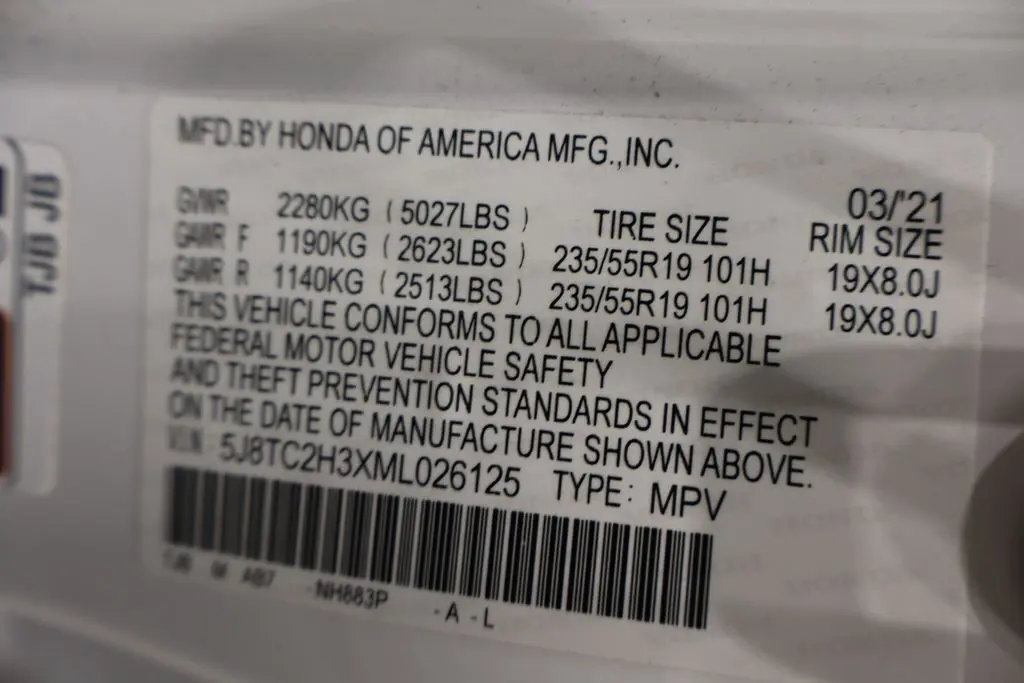 MFD.BY HONDA OF AMERICA MFG.,INC.
03/'21
GVWR 2280KG (5027LBS) TIRE SIZE RIM SIZE
GAWR F 1190KG (2623LBS) 235/55R19 101H 19X8.0J
GAWR R 1140KG (2513LBS) 235/55R19 101H 19X8.0J
THIS VEHICLE CONFORMS TO ALL APPLICABLE
FEDERAL MOTOR VEHICLE SAFETY
AND THEFT PREVENTION STANDARDS IN EFFECT
ON THE DATE OF MANUFACTURE SHOWN ABOVE.
VIN: 5J8TC2H3XML026125 TYPE: MPV
NH883P -A -L